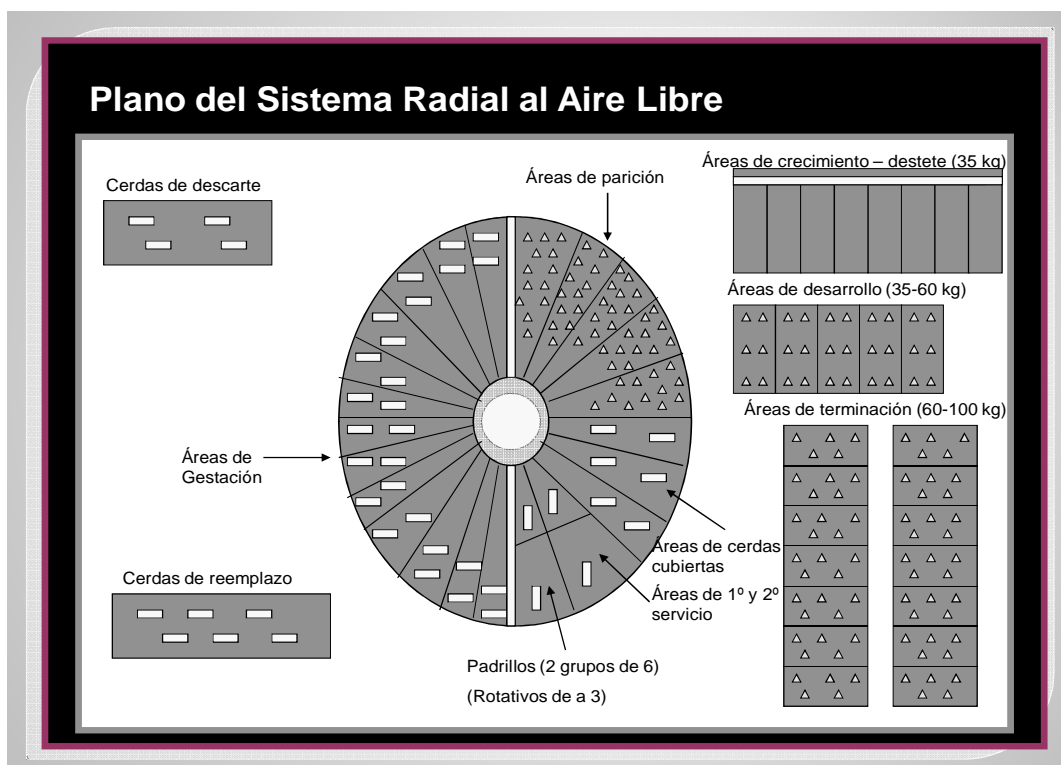 Plano del Sistema Radial al Aire Libre
Cerdas de descarte
Áreas de parición
Áreas de crecimiento – destete (35 kg)
Áreas de desarrollo (35-60 kg)
Áreas de terminación (60-100 kg)
Áreas de
Gestación
Áreas de cerdas
cubiertas
Áreas de 1º y 2º
servicio
Cerdas de reemplazo
Padrillos (2 grupos de 6)
(Rotativos de a 3)